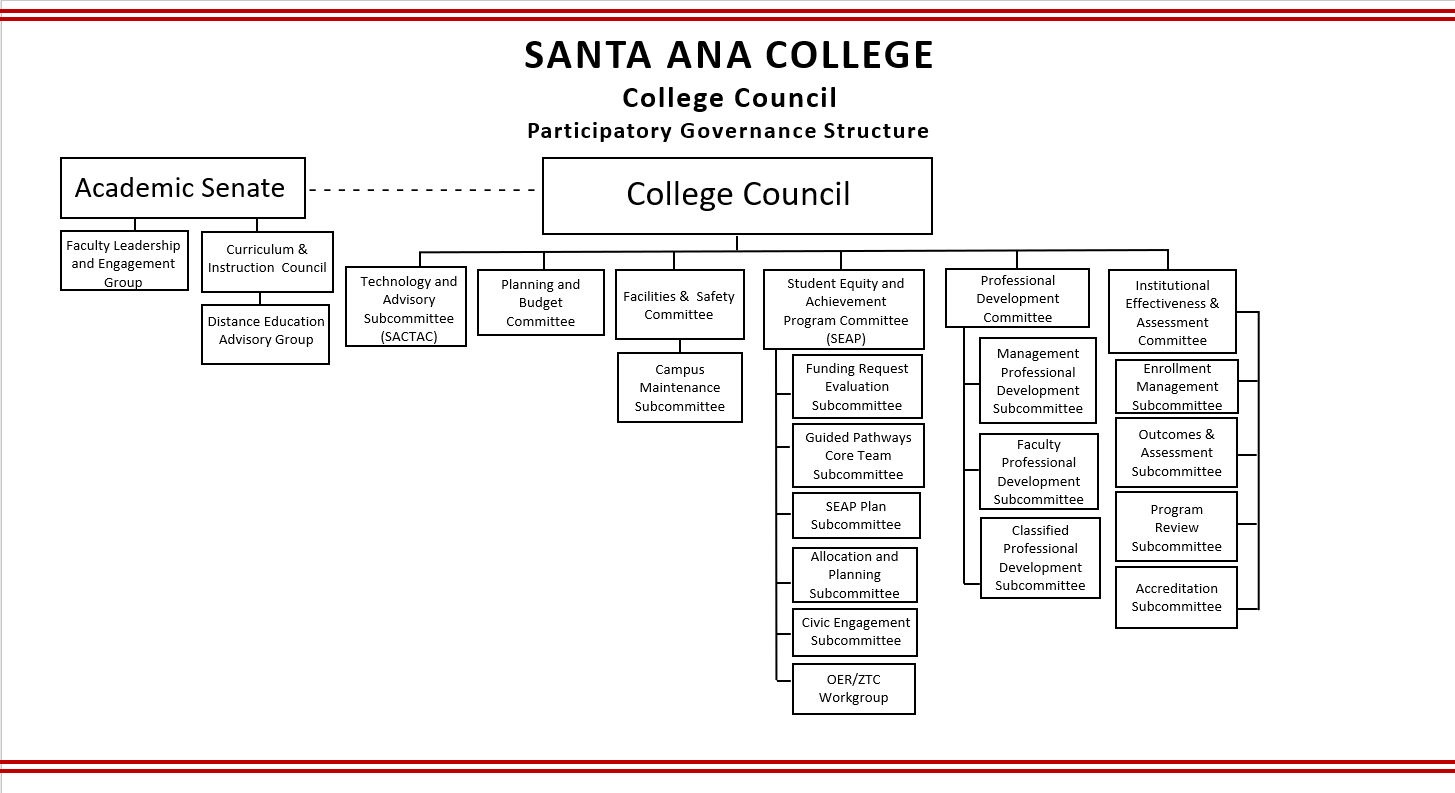 SANTA ANA COLLEGE
College Council
Participatory Governance Structure
Academic Senate
College Council
Faculty Leadership
and Engagement
Group
Curriculum &
Instruction Council
Distance Education
Advisory Group
Technology and
Advisory
Subcommittee
(SACTAC)
Planning and
Budget
Committee
Facilities & Safety
Committee
Campus
Maintenance
Subcommittee
Student Equity and
Achievement
Program Committee
(SEAP)
Funding Request
Evaluation
Subcommittee
Guided Pathways
Core Team
Subcommittee
SEAP Plan
Subcommittee
Allocation and
Planning
Subcommittee
Civic Engagement
Subcommittee
OER/ZTC
Workgroup
Professional
Development
Committee
Management
Professional
Development
Subcommittee
Faculty
Professional
Development
Subcommittee
Classified
Professional
Development
Subcommittee
Institutional
Effectiveness &
Assessment
Committee
Enrollment
Management
Subcommittee
Outcomes &
Assessment
Subcommittee
Program
Review
Subcommittee
Accreditation
Subcommittee